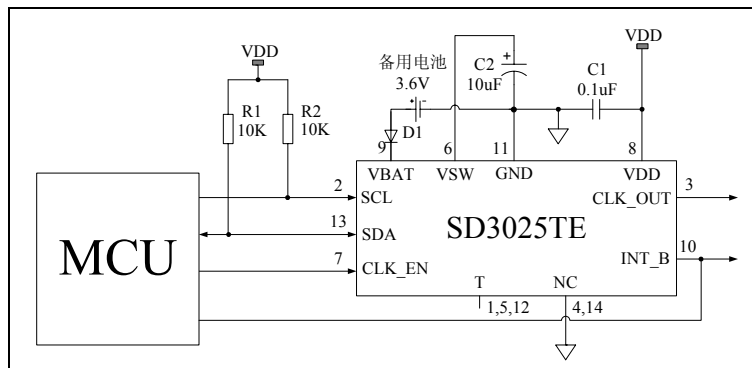 VDD
R1
10K
R2
10K
备用电池
3.6V
D1
C2
10uF
C1
0.1uF
VDD
9
6
11
8
VBAT
VSW
GND
VDD
2
SCL
CLK_OUT
3
13
SDA
SD3025TE
MCU
7
CLK_EN
INT_B
10
T
NC
1,5,12
4,14